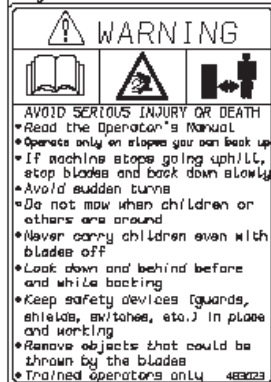 WARNING
AVOID SERIOUS INJURY OR DEATH
•Read the Operator's Manual
•Operate only on slopes you can back up
•If machine stops going uphill,
stop blades and back down slowly
•Avoid sudden turns
•Do not mow when children or
others are around
•Never carry children even with
blades off
•Look down and behind before
and while backing
•Keep safety devices (guards,
shields, switches, etc.) in place
and working
•Remove objects that could be
thrown by the blades
•Trained operators only 483023